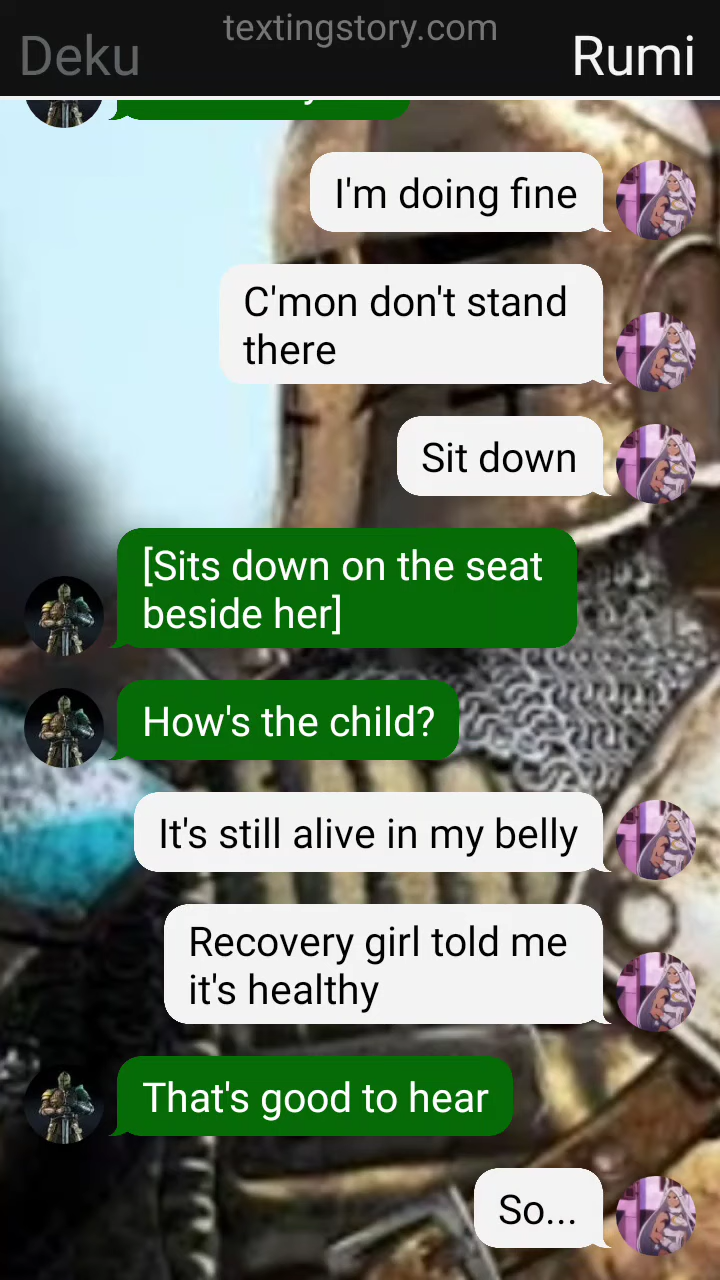 textingstory.com
Deku
Rumi
I'm doing fine
C'mon don't stand
there
Sit down
[Sits down on the seat
beside her]
How's the child?
It's still alive in my belly
Recovery girl told me
it's healthy
That's good to hear
So...